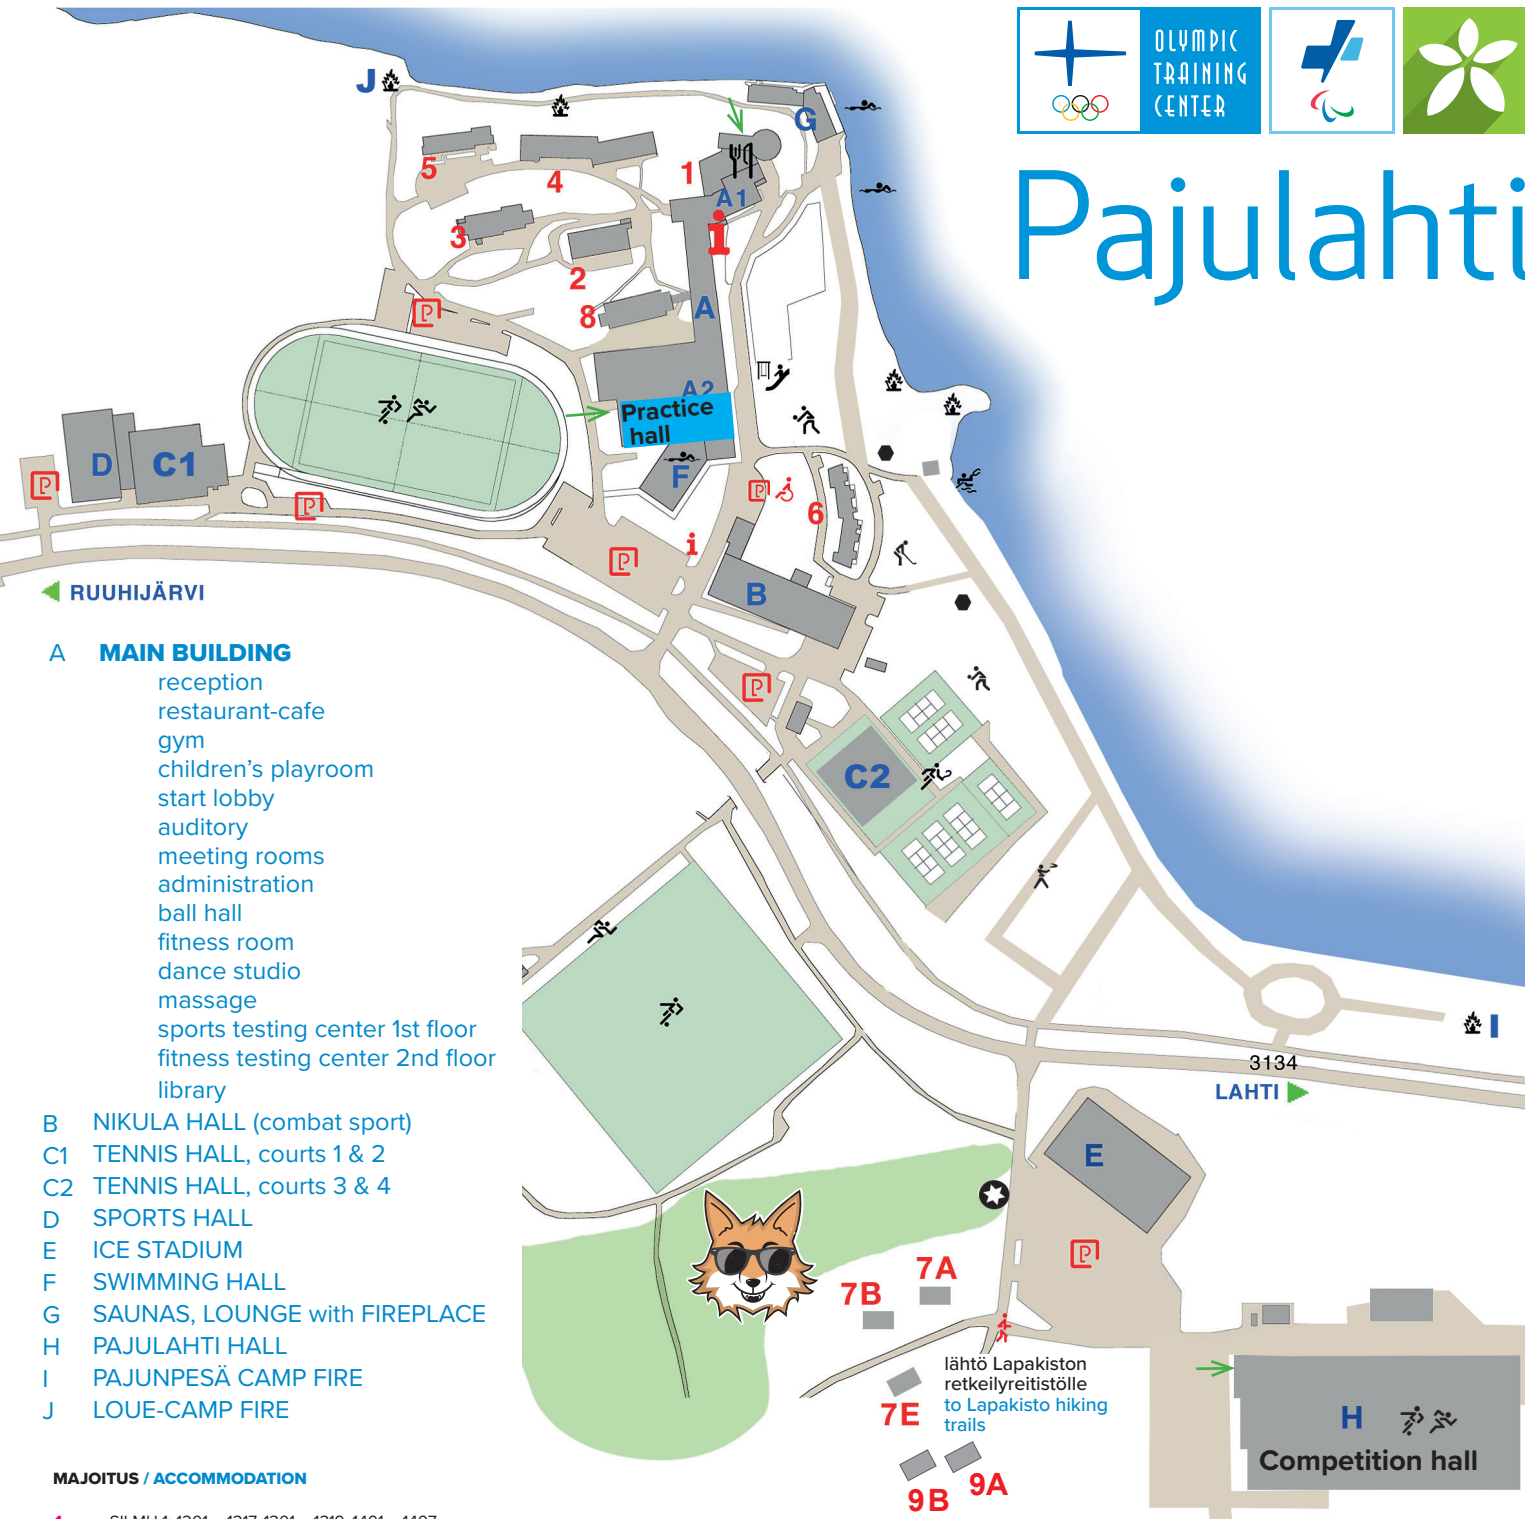 OLYMPIC
TRAINING
CENTER
Pajulahti
J
G
5
4
1
A1
i
3
2
8
A
P
A2
Practice
hall
D
C1
F
P
P
P
6
i
P
B
RUUHIJÄRVI
P
C2
I
3134
LAHTI
E
P
7A
7B
7E
lähtö Lapakiston
retkeilyreitistölle
to Lapakisto hiking
trails
9B
9A
H
Competition hall
A MAIN BUILDING
reception
restaurant-cafe
gym
children's playroom
start lobby
auditory
meeting rooms
administration
ball hall
fitness room
dance studio
massage
sports testing center 1st floor
fitness testing center 2nd floor
library
B NIKULA HALL (combat sport)
C1 TENNIS HALL, courts 1 & 2
C2 TENNIS HALL, courts 3 & 4
D SPORTS HALL
E ICE STADIUM
F SWIMMING HALL
G SAUNAS, LOUNGE with FIREPLACE
H PAJULAHTI HALL
I PAJUNPESÄ CAMP FIRE
J LOUE-CAMP FIRE
MAJOITUS / ACCOMMODATION